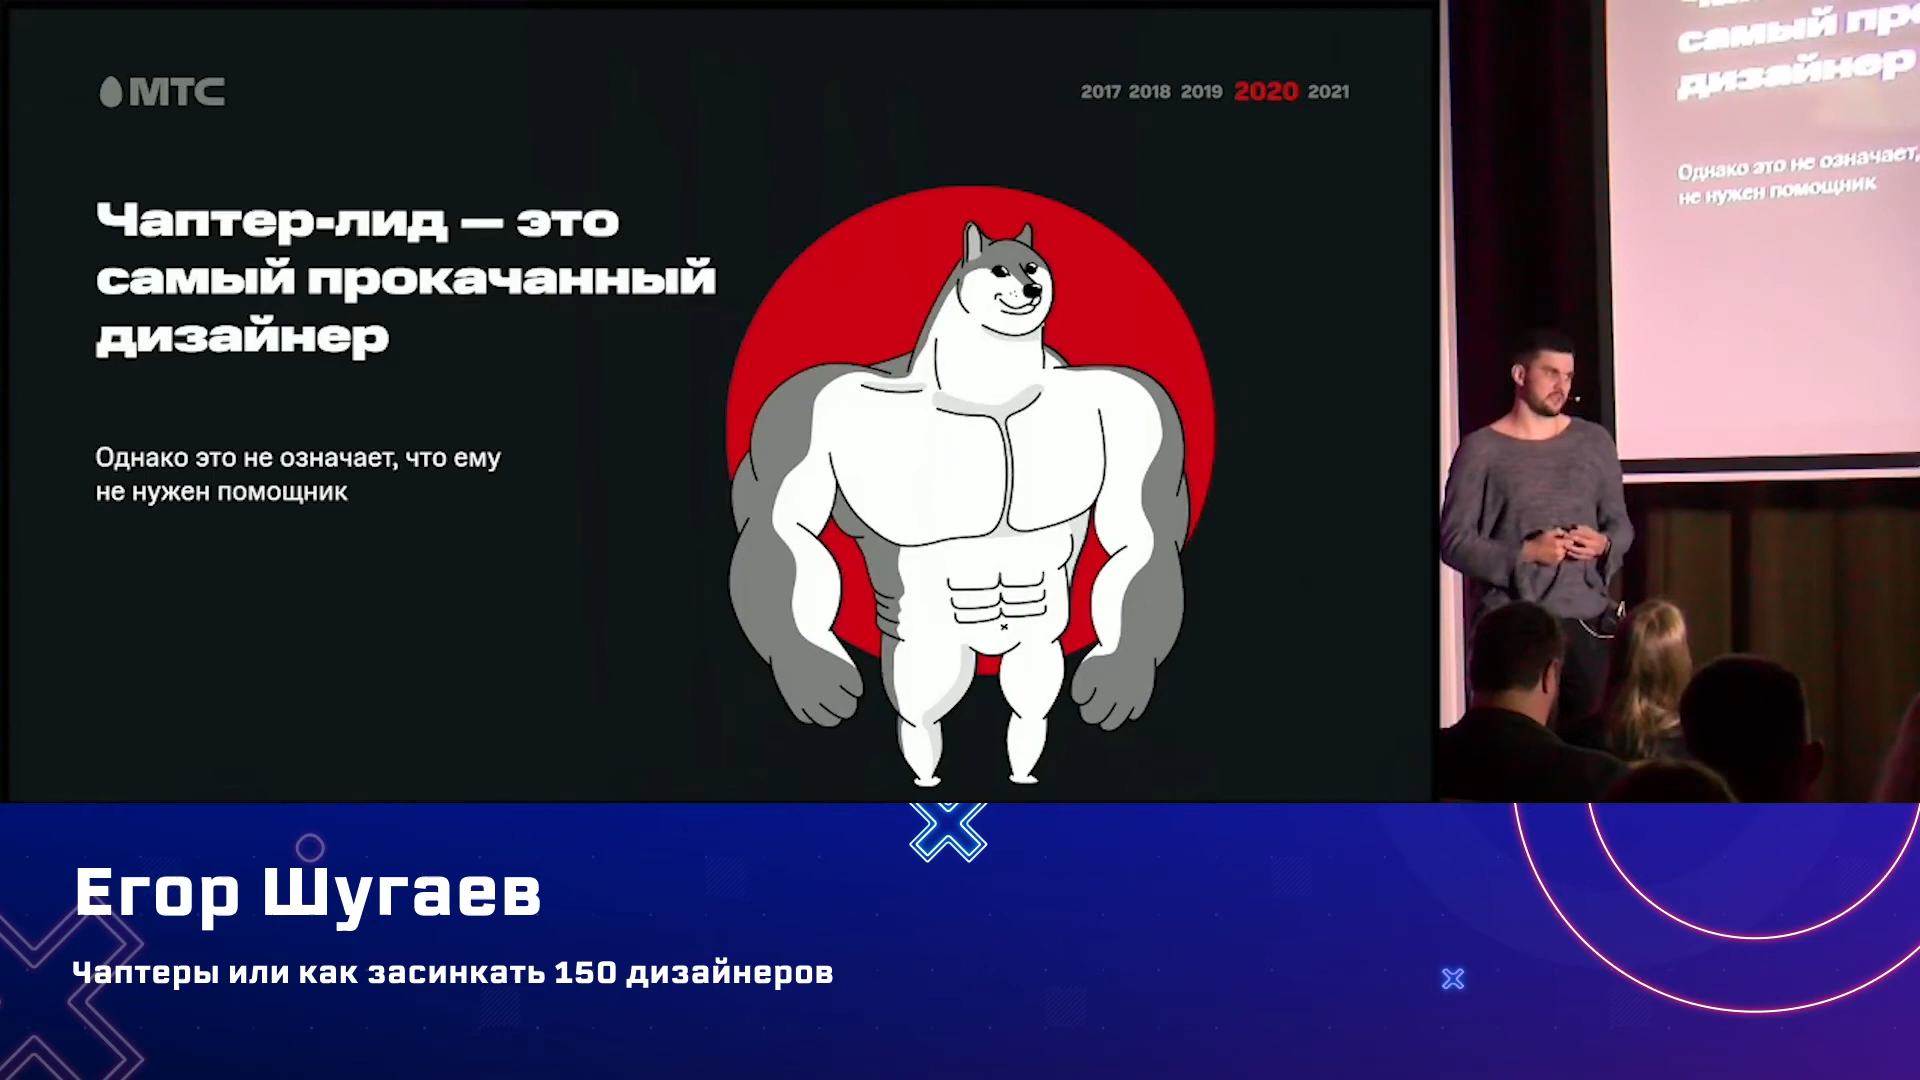 МТС
2017 2018 2019 2020 2021
Чаптер-лид — это
самый прокачанный
дизайнер
Однако это не означает, что ему
не нужен помощник
самый
дизайнер
Однако это не означает,
не нужен помощник
Егор Шугаев
Чаптеры или как засинкать 150 дизайнеров